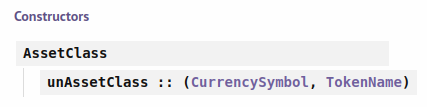 Constructors
AssetClass
unAssetClass :: (CurrencySymbol, TokenName)